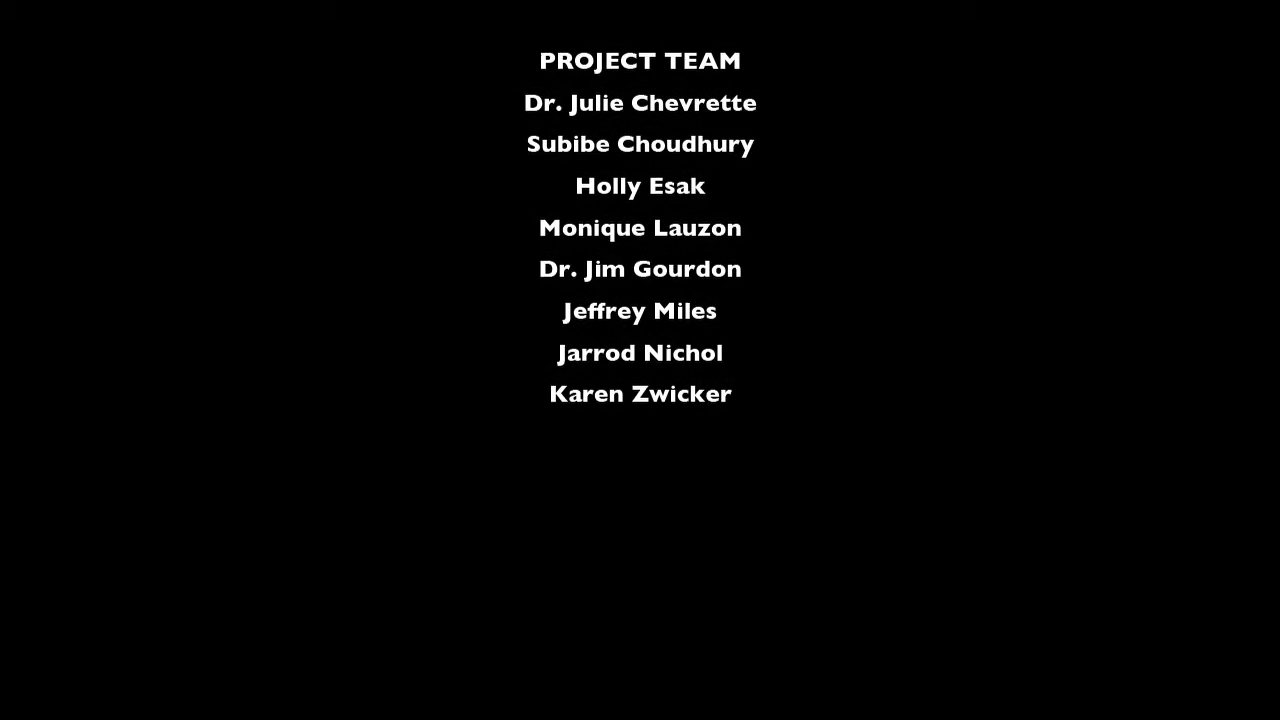 PROJECT TEAM
Dr. Julie Chevrette
Subibe Choudhury
Holly Esak
Monique Lauzon
Dr. Jim Gourdon
Jeffrey Miles
Jarrod Nichol
Karen Zwicker